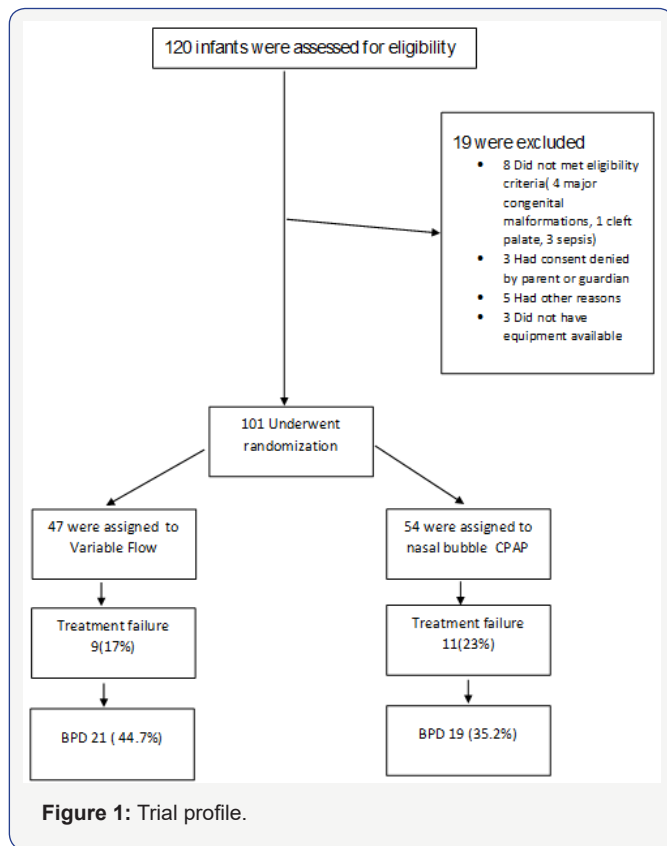 120 infants were assessed for eligibility
19 were excluded
• 8 Did not met eligibility
criteria( 4 major
congenital
malformations, 1 cleft
palate, 3 sepsis)
• 3 Had consent denied
by parent or guardian
• 5 Had other reasons
• 3 Did not have
equipment available
101 Underwent
randomization
47 were assigned to
Variable Flow
54 were assigned to
nasal bubble CPAP
Treatment failure
9(17%)
Treatment failure
11(23%)
BPD 21 ( 44.7%)
BPD 19 (35.2%)
Figure 1: Trial profile.